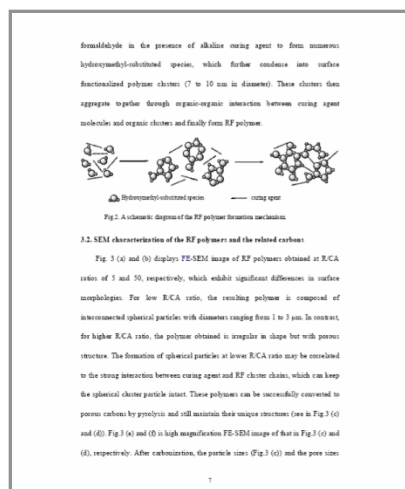 formaldehyde in the presence of alkaline curing agent to form numerous
hydroxymethyl-substituted species, which further condense into surface
functionalized polymer clusters (7 to 10 nm in diameter). These clusters then
aggregate together through organic-organic interaction between curing agent
molecules and organic clusters and finally form RF polymer.
Hydroxymethyl-substituted species curing agent
Fig.2. A schematic diagram of the RF polymer formation mechanism.
3.2. SEM characterization of the RF polymers and the related carbons
Fig. 3 (a) and (b) displays FE-SEM image of RF polymers obtained at R/CA
ratios of 5 and 50, respectively, which exhibit significant differences in surface
morphologies. For low R/CA ratio, the resulting polymer is composed of
interconnected spherical particles with diameters ranging from 1 to 3 μm. In contrast,
for higher R/CA ratio, the polymer obtained is irregular in shape but with porous
structure. The formation of spherical particles at lower R/CA ratio may be correlated
to the strong interaction between curing agent and RF cluster chains, which can keep
the spherical cluster particle intact. These polymers can be successfully converted to
porous carbons by pyrolysis and still maintain their unique structures (see in Fig.3 (c)
and (d)). Fig.3 (e) and (f) is high magnification FE-SEM image of that in Fig.3 (c) and
(d), respectively. After carbonization, the particle sizes (Fig.3 (c)) and the pore sizes
7